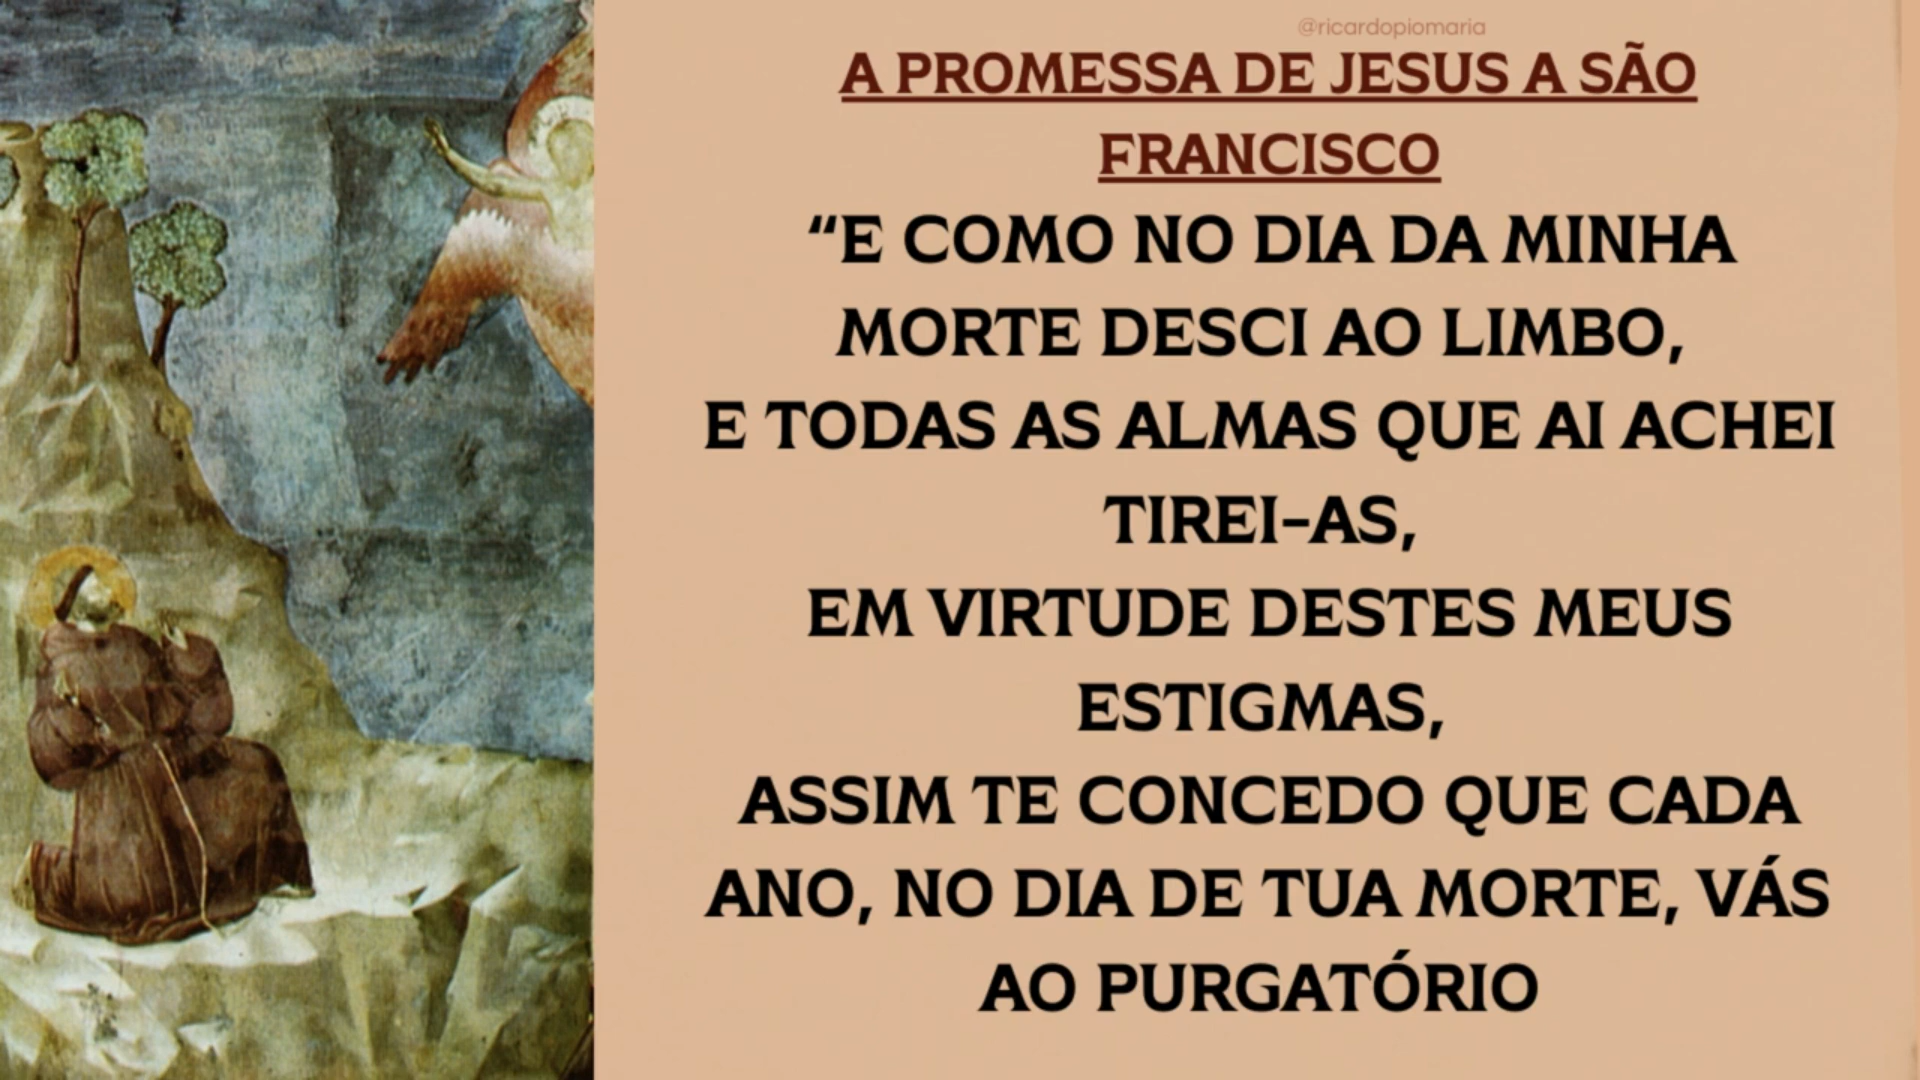 @ricardopiomaria
A PROMESSA DE JESUS A SÃO
FRANCISCO
“E COMO NO DIA DA MINHA
MORTE DESCI AO LIMBO,
E TODAS AS ALMAS QUE AI ACHEI
TIREI-AS,
EM VIRTUDE DESTES MEUS
ESTIGMAS,
ASSIM TE CONCEDO QUE CADA
ANO, NO DIA DE TUA MORTE, VÁS
AO PURGATÓRIO